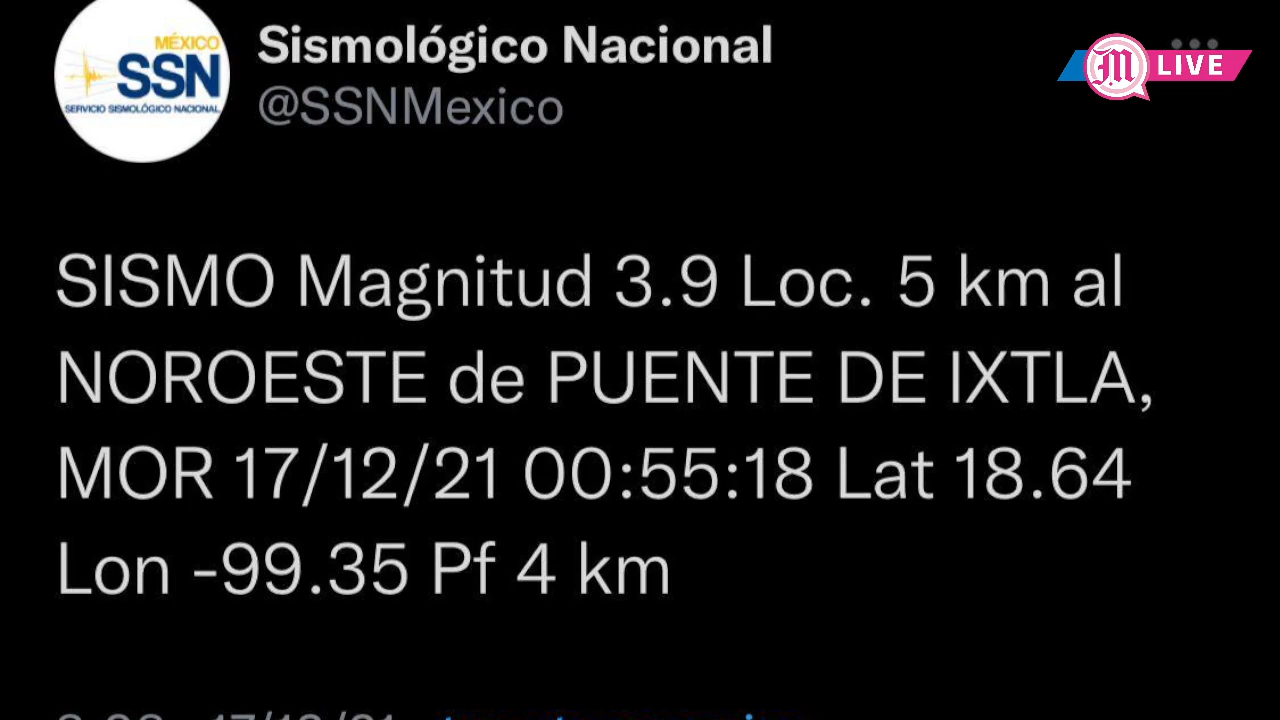 MÉXICO
SSN
SERVICIO SISMOLÓGICO NACIONAL
Sismológico Nacional
@SSNMexico
M LIVE
SISMO Magnitud 3.9 Loc. 5 km al
NOROESTE de PUENTE DE IXTLA,
MOR 17/12/21 00:55:18 Lat 18.64
Lon -99.35 Pf 4 km